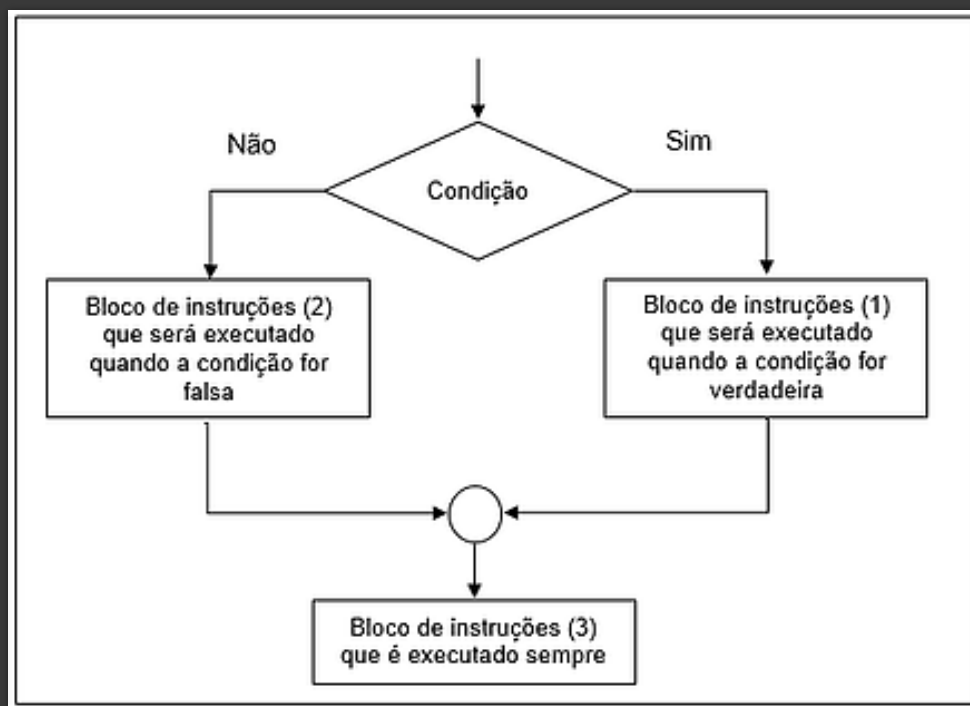 Não
Sim
Condição
Bloco de instruções (2)
que será executado
quando a condição for
falsa
Bloco de instruções (1)
que será executado
quando a condição for
verdadeira
Bloco de instruções (3)
que é executado sempre